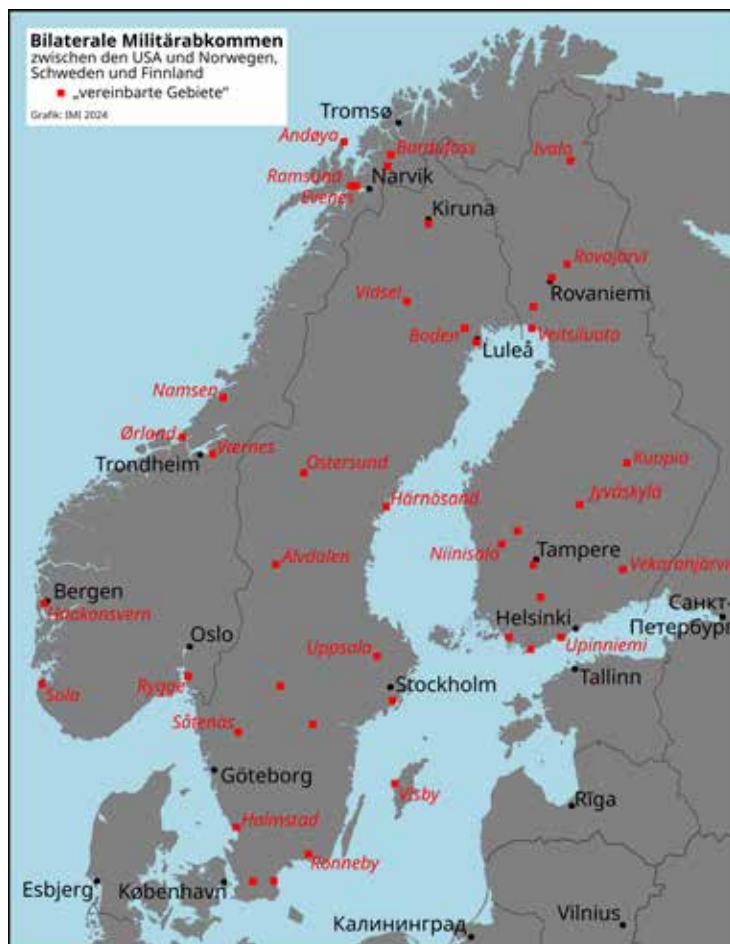 Bilaterale Militärabkommen
zwischen den USA und Norwegen,
Schweden und Finnland
„vereinbarte Gebiete“
Grafik: IMI 2024
Tromsø
Andøya
Bardufoss
Ivalo
Ramsund
Narvik
Evenes
Kiruna
Rovajärvi
Vidsel
Rovaniemi
Boden
Veitsiluoto
Luleå
Namsen
Ørland
Værnes
Trondheim
Östersund
Kuopio
Härnösand
Jyväskylä
Niinisalo
Tampere
Älvdalen
Vekaranjärvi
Bergen
Haakonsvern
Санкт-
Петербург
Helsinki
Oslo
Uppsala
Upinniemi
Tallinn
Sola
Rygge
Stockholm
Såtenäs
Göteborg
Visby
Rīga
Halmstad
Ronneby
Esbjerg
København
Калининград
Vilnius